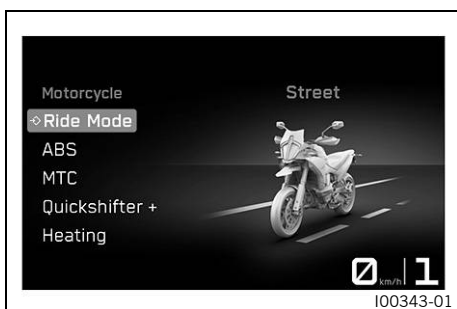 Motorcycle
Street
Ride Mode
ABS
MTC
Quickshifter +
Heating
0 km/h 1
I00343-01